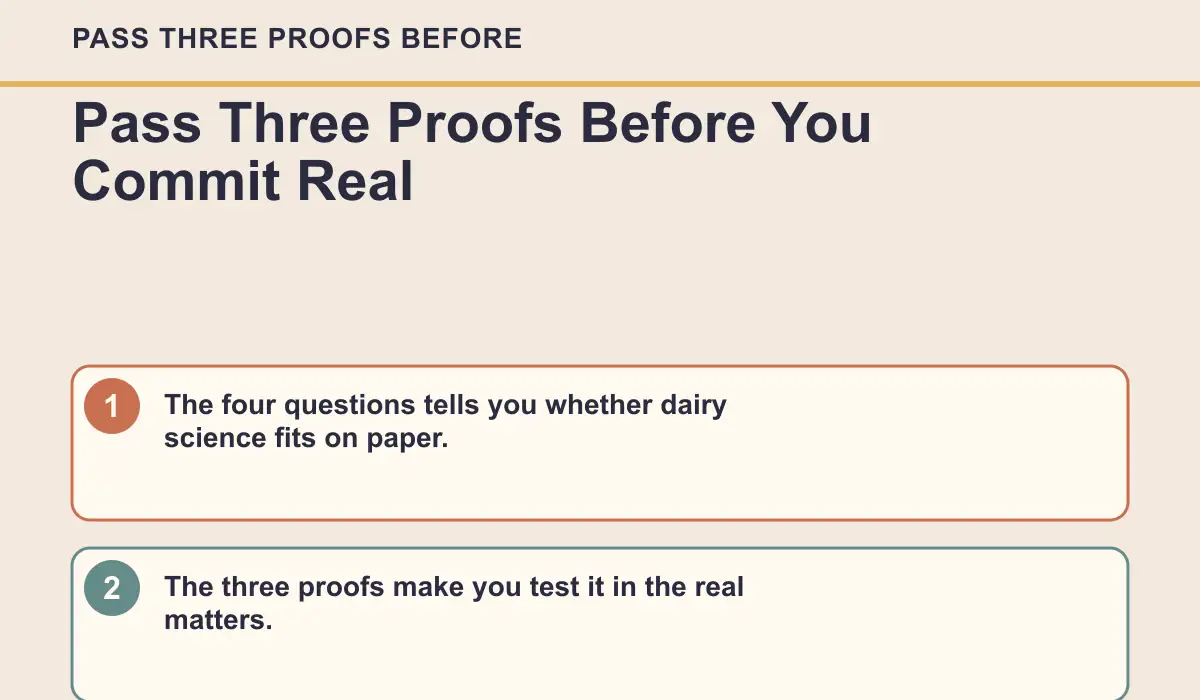 PASS THREE PROOFS BEFORE
Pass Three Proofs Before You
Commit Real
1
The four questions tells you whether dairy
science fits on paper.
2
The three proofs make you test it in the real
matters.